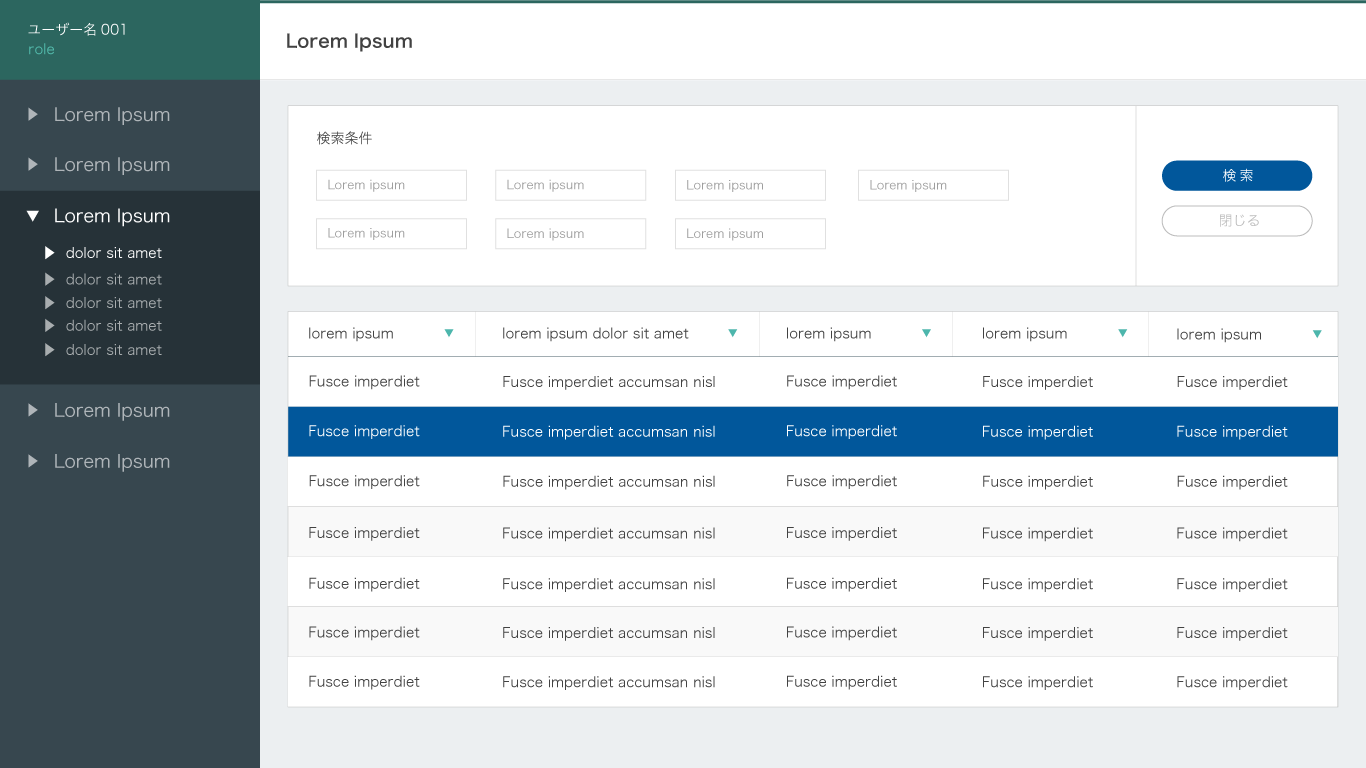 ユーザー名 001
role
Lorem Ipsum
Lorem Ipsum
Lorem Ipsum
dolor sit amet
dolor sit amet
dolor sit amet
dolor sit amet
dolor sit amet
Lorem Ipsum
Lorem Ipsum
Lorem Ipsum
検索条件
Lorem ipsum Lorem ipsum Lorem ipsum Lorem ipsum
Lorem ipsum Lorem ipsum Lorem ipsum
検 索
閉じる
lorem ipsum lorem ipsum dolor sit amet lorem ipsum lorem ipsum lorem ipsum
Fusce imperdiet Fusce imperdiet accumsan nisl Fusce imperdiet Fusce imperdiet Fusce imperdiet
Fusce imperdiet Fusce imperdiet accumsan nisl Fusce imperdiet Fusce imperdiet Fusce imperdiet
Fusce imperdiet Fusce imperdiet accumsan nisl Fusce imperdiet Fusce imperdiet Fusce imperdiet
Fusce imperdiet Fusce imperdiet accumsan nisl Fusce imperdiet Fusce imperdiet Fusce imperdiet
Fusce imperdiet Fusce imperdiet accumsan nisl Fusce imperdiet Fusce imperdiet Fusce imperdiet
Fusce imperdiet Fusce imperdiet accumsan nisl Fusce imperdiet Fusce imperdiet Fusce imperdiet
Fusce imperdiet Fusce imperdiet accumsan nisl Fusce imperdiet Fusce imperdiet Fusce imperdiet